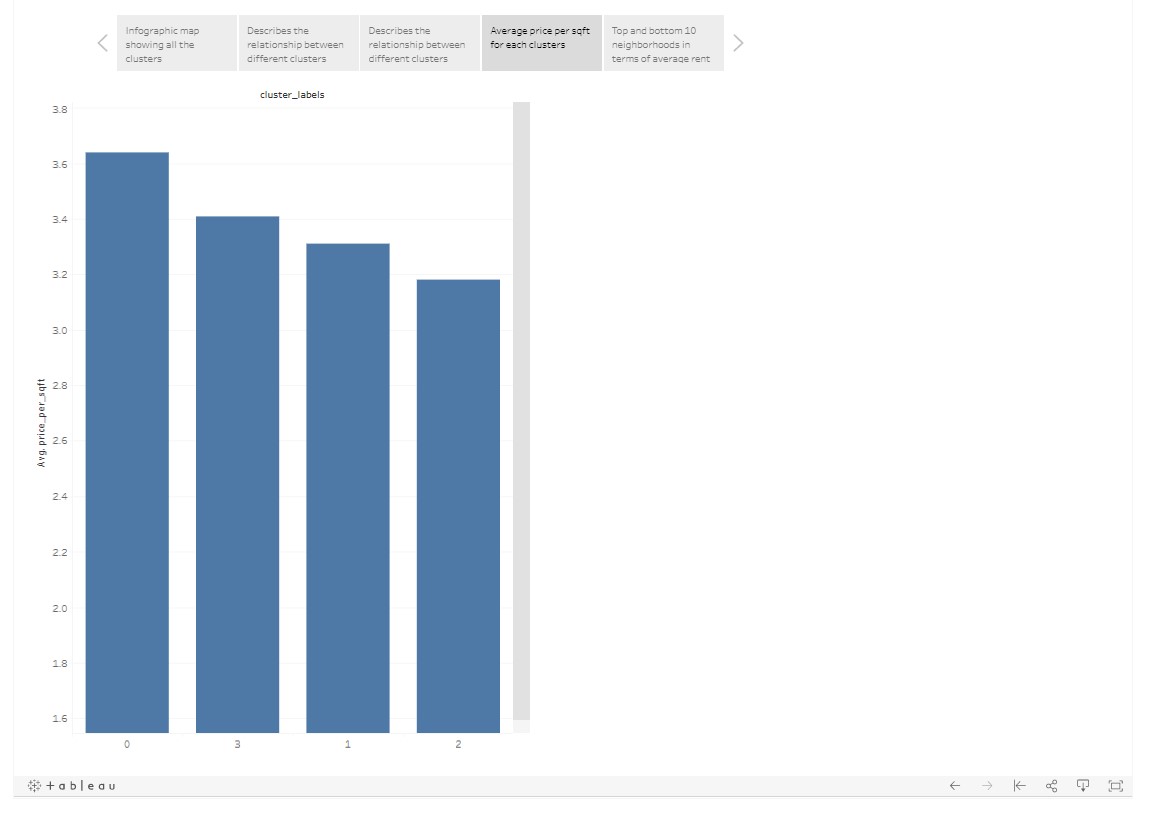 Infographic map
showing all the
clusters
Describes the
relationship between
different clusters
Describes the
relationship between
different clusters
Average price per sqft
for each clusters
Top and bottom 10
neighborhoods in
terms of average rent
cluster_labels
3.8
3.6
3.4
3.2
3.0
2.8
2.6
2.4
2.2
2.0
1.8
1.6
Avg. price_per_sqft
0
3
1
2
+ableau